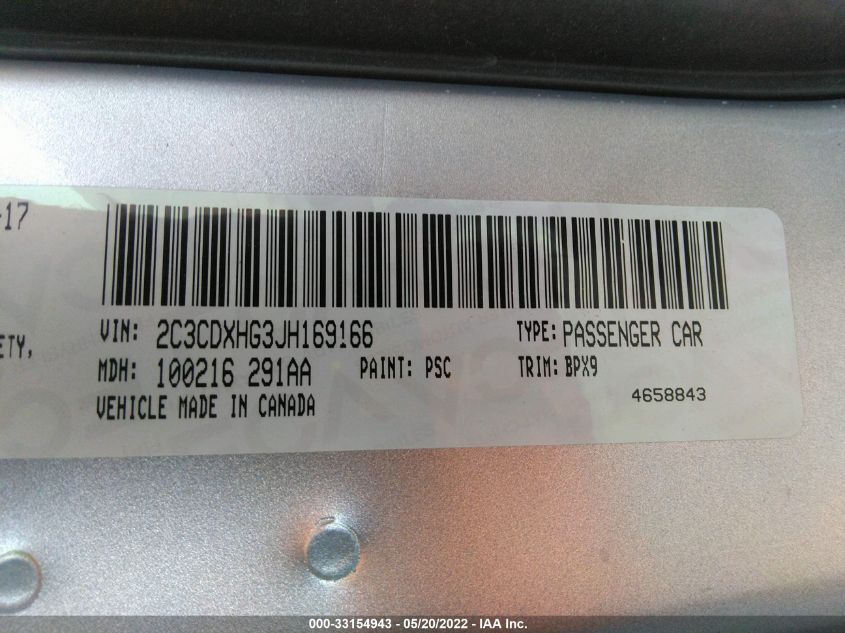 -17
ETY,
VIN: 2C3CDXHG3JH169166 TYPE: PASSENGER CAR
MDH: 100216 291AA PAINT: PSC TRIM: BPX9
VEHICLE MADE IN CANADA 4658843
000-33154943 - 05/20/2022 - IAA Inc.